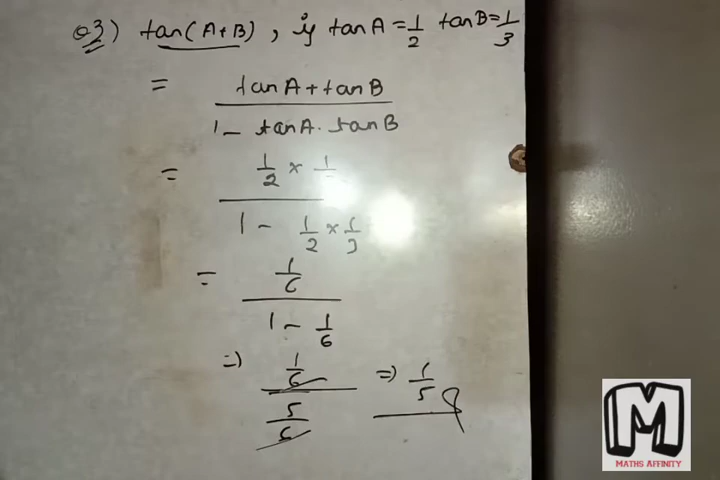 Q3) tan(A+B), if tanA = 1/2 tanB = 1/3
= (tanA + tanB)/(1 - tanA · tanB)
= (1/2 × 1/)/(1 - 1/2 × 1/3)
= (1/6)/(1 - 1/6)
=) (1/6)/(5/6) =) 1/5
M
MATHS AFFINITY